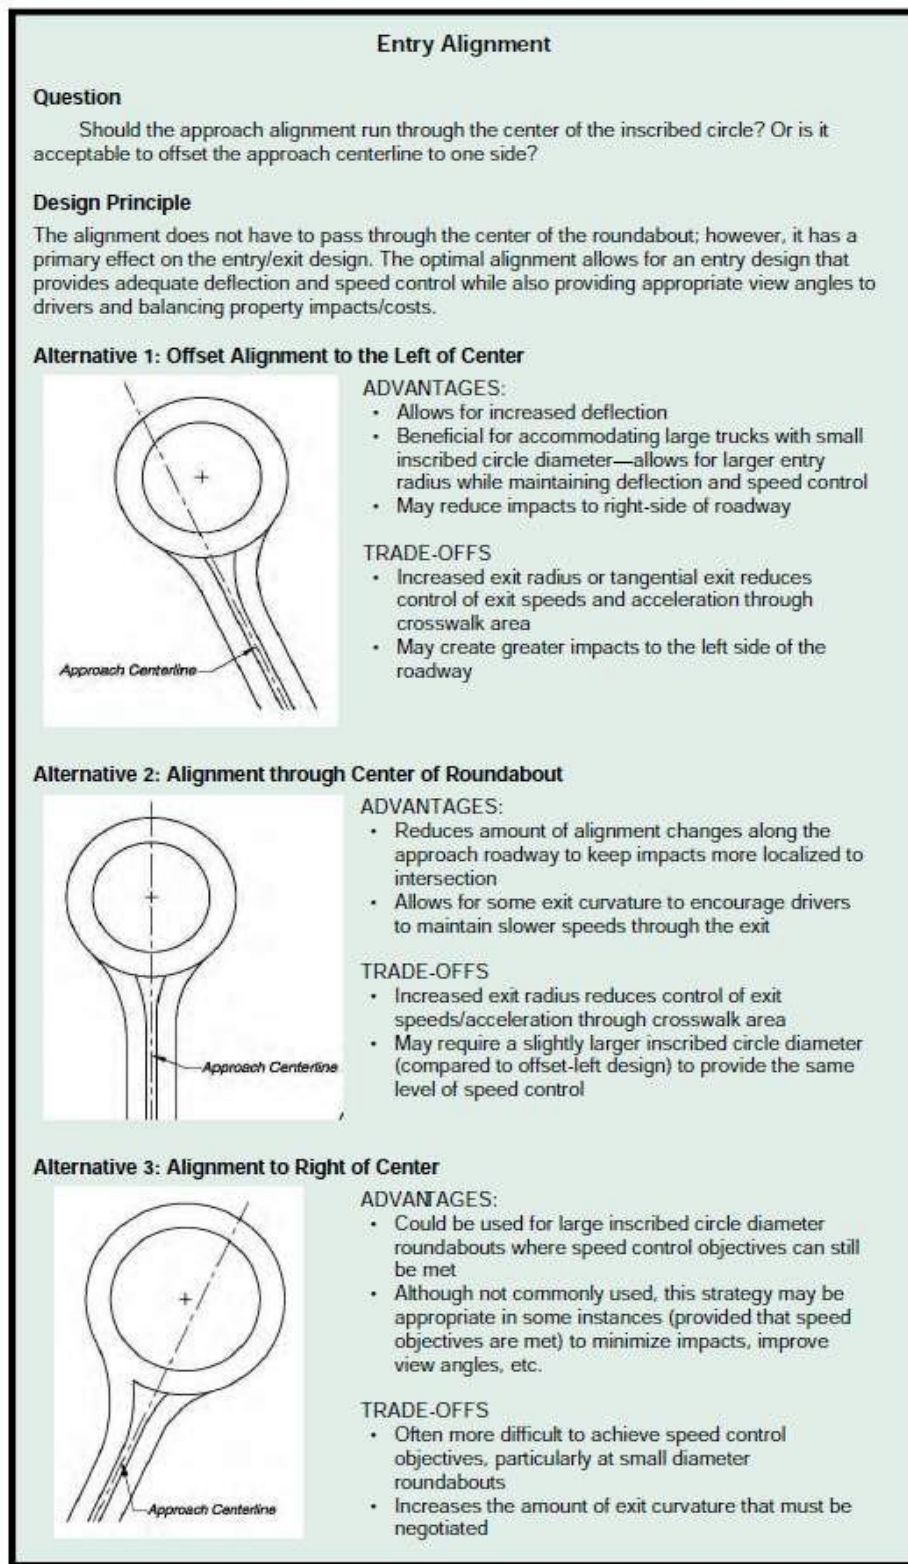 Entry Alignment
Question
Should the approach alignment run through the center of the inscribed circle? Or is it
acceptable to offset the approach centerline to one side?
Design Principle
The alignment does not have to pass through the center of the roundabout; however, it has a
primary effect on the entry/exit design. The optimal alignment allows for an entry design that
provides adequate deflection and speed control while also providing appropriate view angles to
drivers and balancing property impacts/costs.
Alternative 1: Offset Alignment to the Left of Center
ADVANTAGES:
• Allows for increased deflection
• Beneficial for accommodating large trucks with small
inscribed circle diameter—allows for larger entry
radius while maintaining deflection and speed control
• May reduce impacts to right-side of roadway
TRADE-OFFS
• Increased exit radius or tangential exit reduces
control of exit speeds and acceleration through
crosswalk area
• May create greater impacts to the left side of the
roadway
Approach Centerline
Alternative 2: Alignment through Center of Roundabout
ADVANTAGES:
• Reduces amount of alignment changes along the
approach roadway to keep impacts more localized to
intersection
• Allows for some exit curvature to encourage drivers
to maintain slower speeds through the exit
TRADE-OFFS
• Increased exit radius reduces control of exit
speeds/acceleration through crosswalk area
• May require a slightly larger inscribed circle diameter
(compared to offset-left design) to provide the same
level of speed control
Approach Centerline
Alternative 3: Alignment to Right of Center
ADVANTAGES:
• Could be used for large inscribed circle diameter
roundabouts where speed control objectives can still
be met
• Although not commonly used, this strategy may be
appropriate in some instances (provided that speed
objectives are met) to minimize impacts, improve
view angles, etc.
TRADE-OFFS
• Often more difficult to achieve speed control
objectives, particularly at small diameter
roundabouts
• Increases the amount of exit curvature that must be
negotiated
Approach Centerline